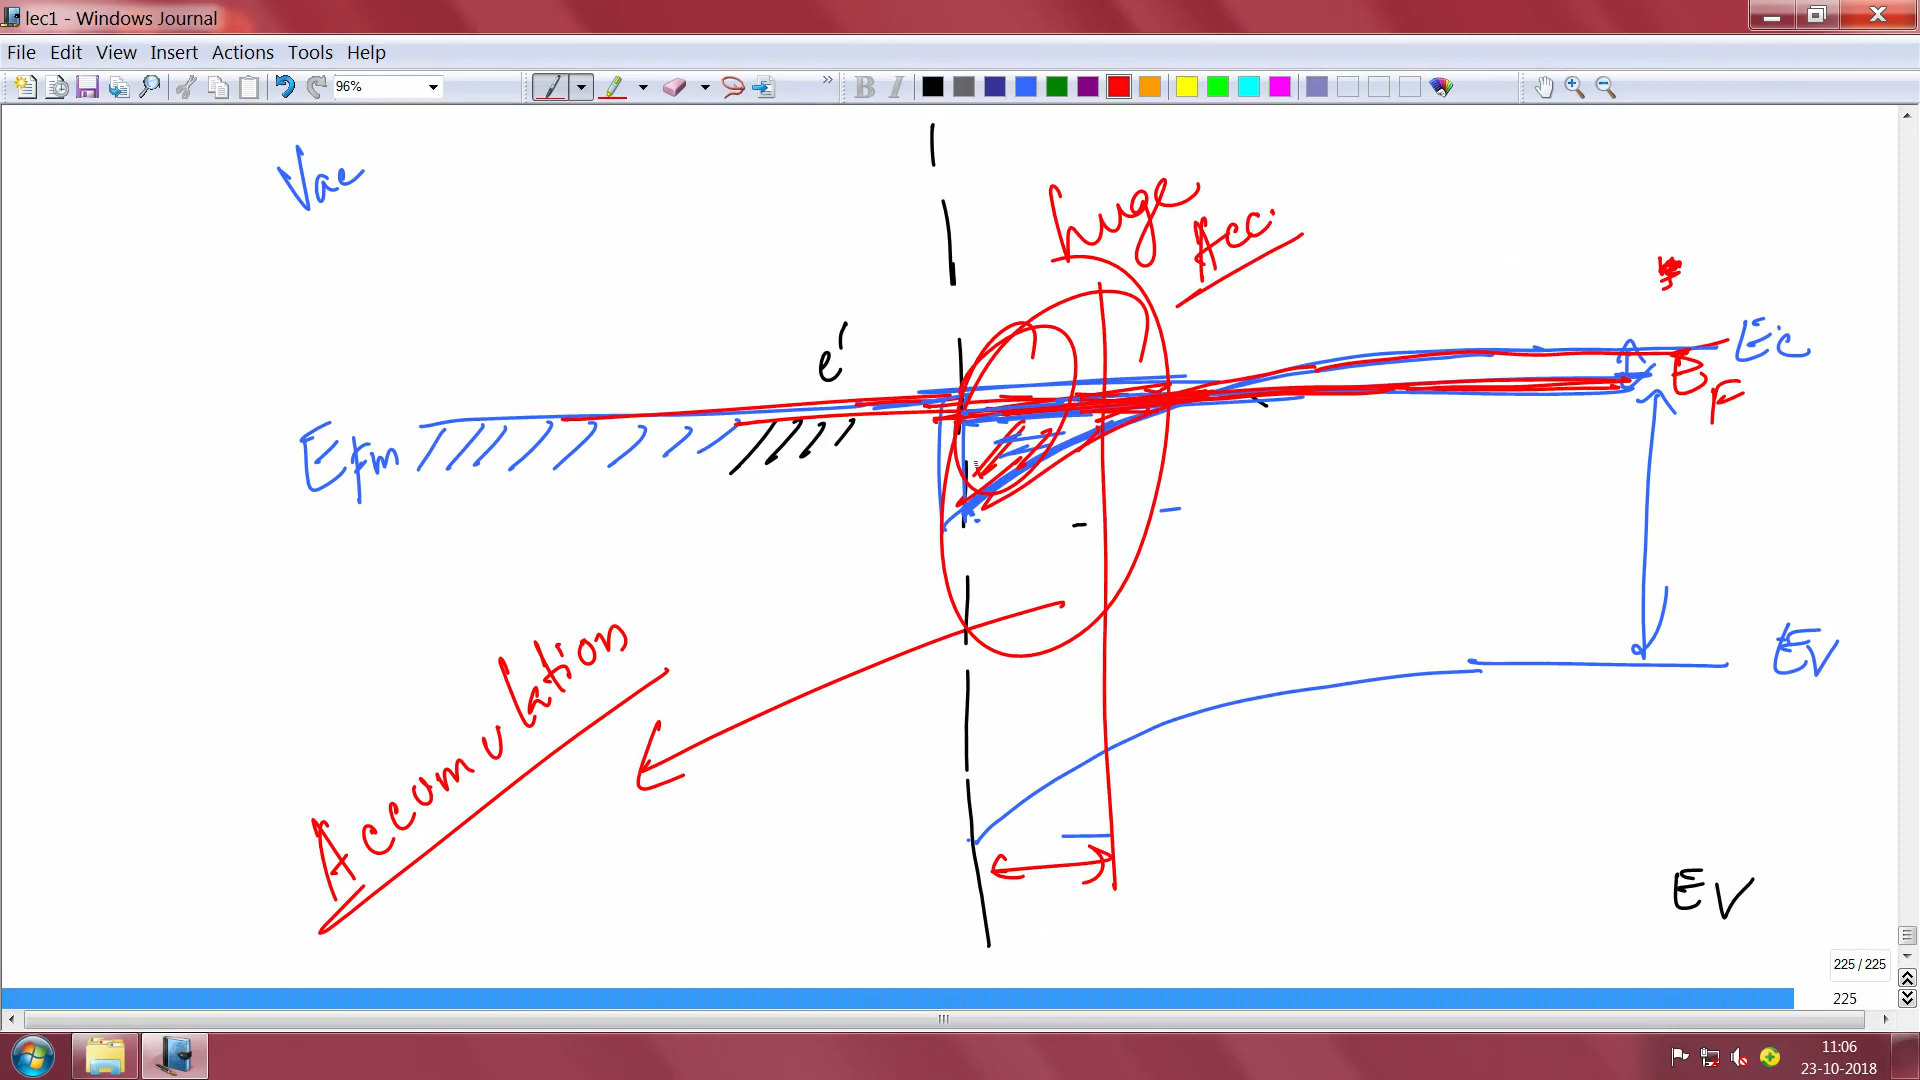 lec1 - Windows Journal
File Edit View Insert Actions Tools Help
96%
B I
Vac
huge
Acc.
e'
Ec
EF
Efm
Accumulation
Ev
Ev
225 / 225
225
11:06
23-10-2018